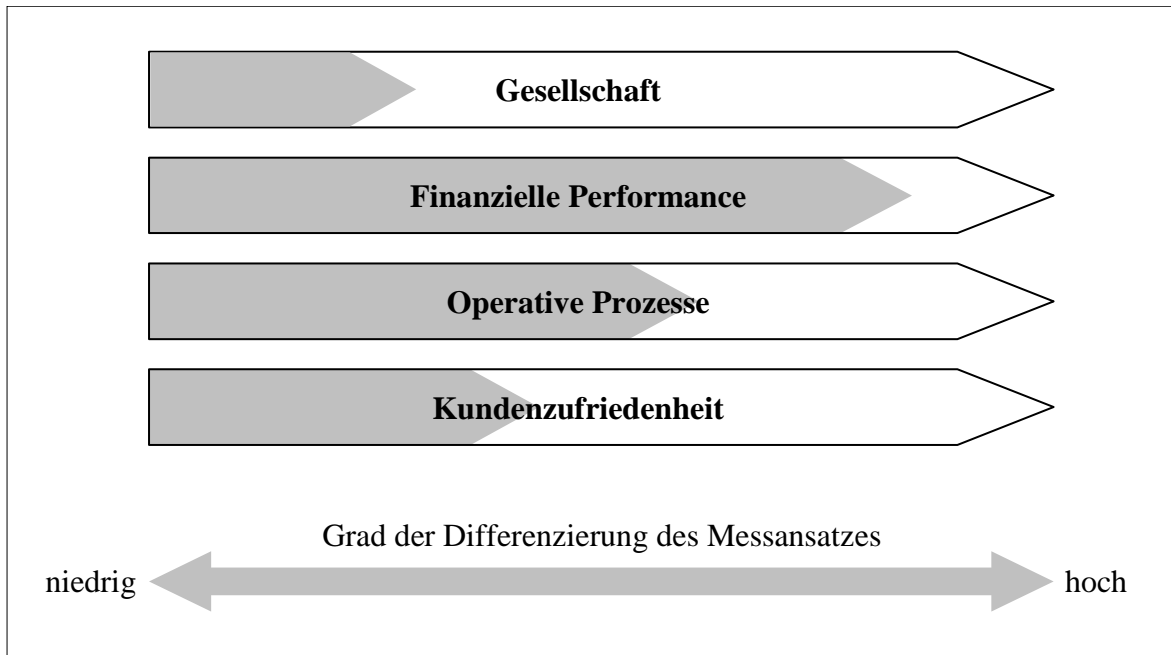 Gesellschaft
Finanzielle Performance
Operative Prozesse
Kundenzufriedenheit
Grad der Differenzierung des Messansatzes
niedrig
hoch